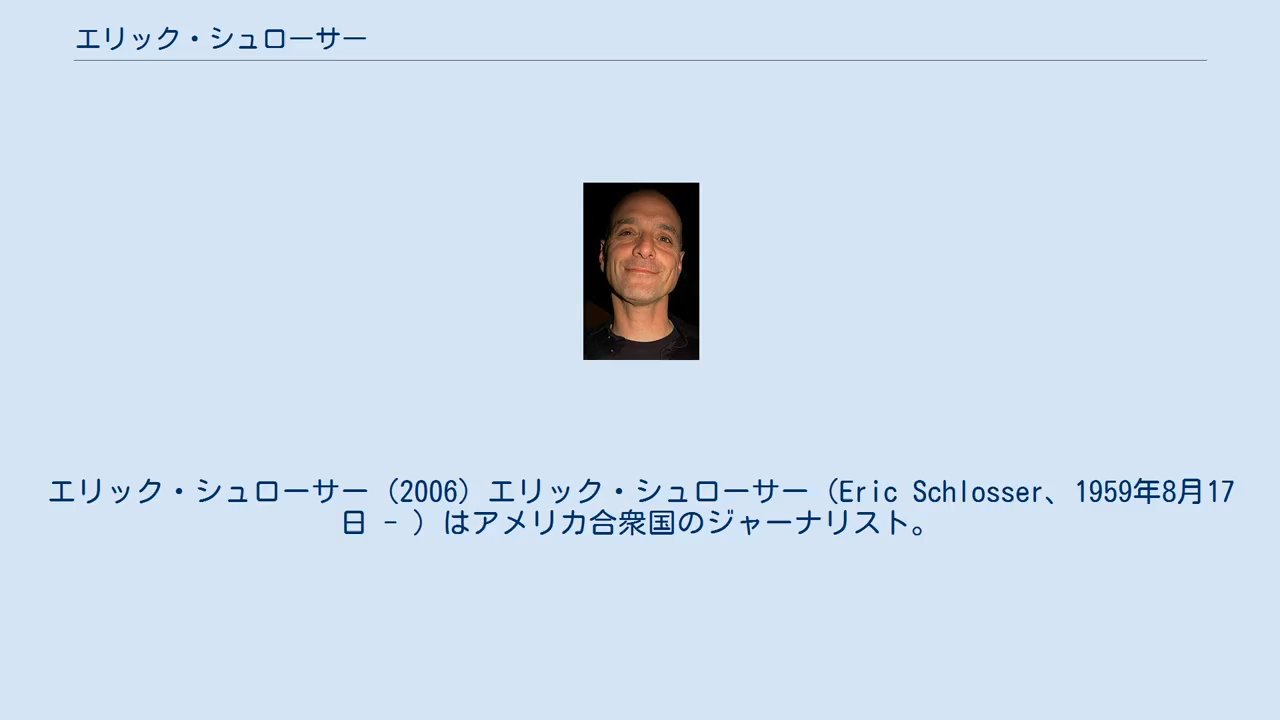 エリック・シュローサー
エリック・シュローサー（2006）エリック・シュローサー（Eric Schlosser、1959年8月17
日 - ）はアメリカ合衆国のジャーナリスト。